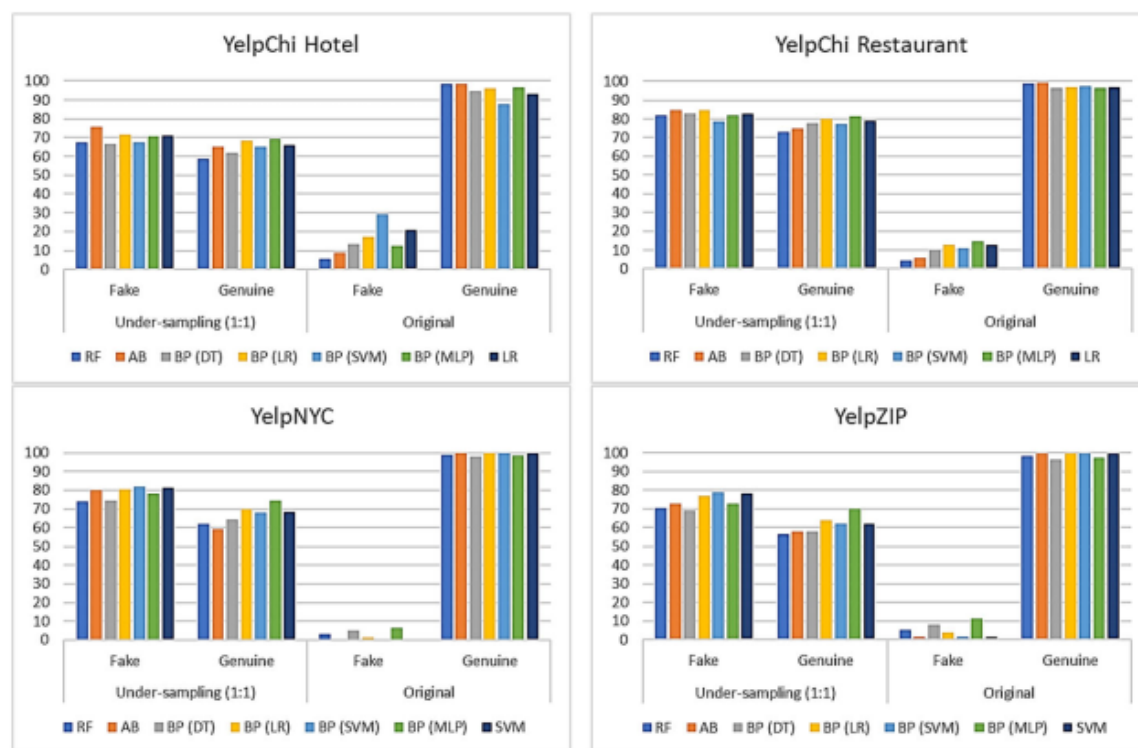 YelpChi Hotel
100
90
80
70
60
50
40
30
20
10
0
Fake Genuine Fake Genuine
Under-sampling (1:1) Original
RF AB BP (DT) BP (LR) BP (SVM) BP (MLP) LR
YelpChi Restaurant
100
90
80
70
60
50
40
30
20
10
0
Fake Genuine Fake Genuine
Under-sampling (1:1) Original
RF AB BP (DT) BP (LR) BP (SVM) BP (MLP) LR
YelpNYC
100
90
80
70
60
50
40
30
20
10
0
Fake Genuine Fake Genuine
Under-sampling (1:1) Original
RF AB BP (DT) BP (LR) BP (SVM) BP (MLP) SVM
YelpZIP
100
90
80
70
60
50
40
30
20
10
0
Fake Genuine Fake Genuine
Under-sampling (1:1) Original
RF AB BP (DT) BP (LR) BP (SVM) BP (MLP) SVM